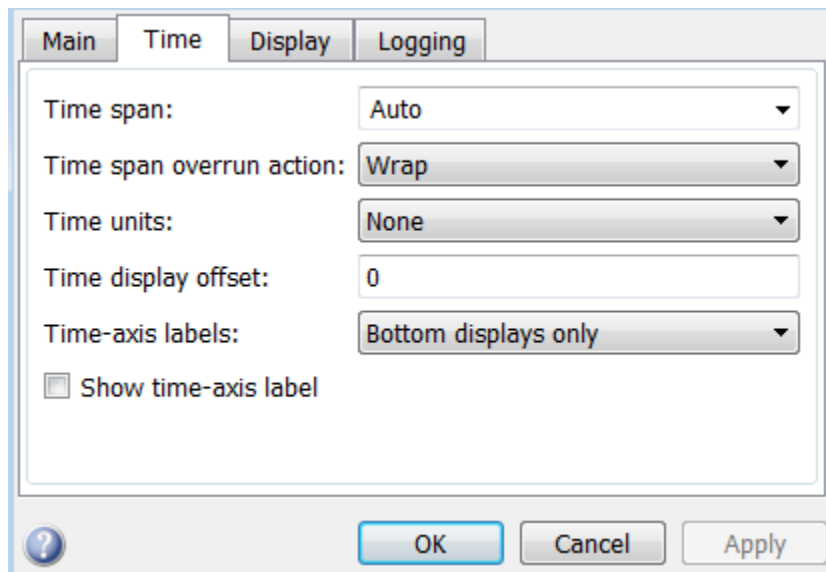 Main Time Display Logging
Time span: Auto
Time span overrun action: Wrap
Time units: None
Time display offset: 0
Time-axis labels: Bottom displays only
Show time-axis label
? OK Cancel Apply